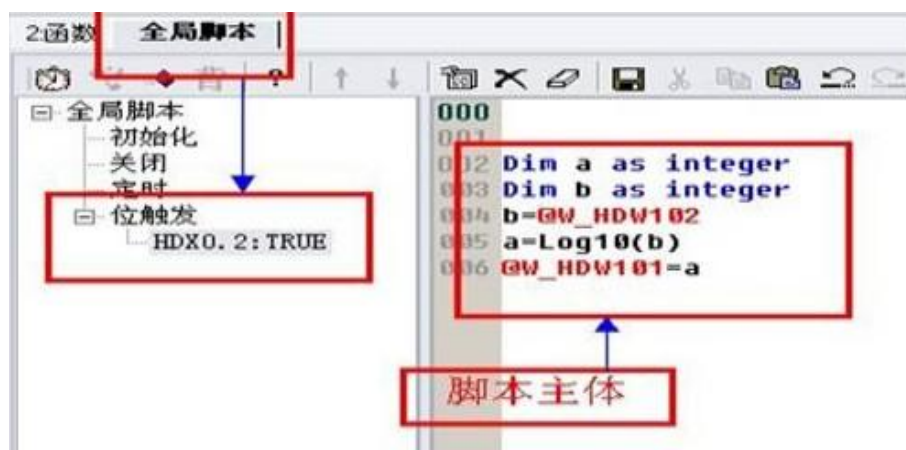 2:函数 全局脚本
全局脚本
初始化
关闭
定时
位触发
HDX0.2:TRUE
000
001
002 Dim a as integer
003 Dim b as integer
004 b=@W_HDW102
005 a=Log10(b)
006 @W_HDW101=a
脚本主体